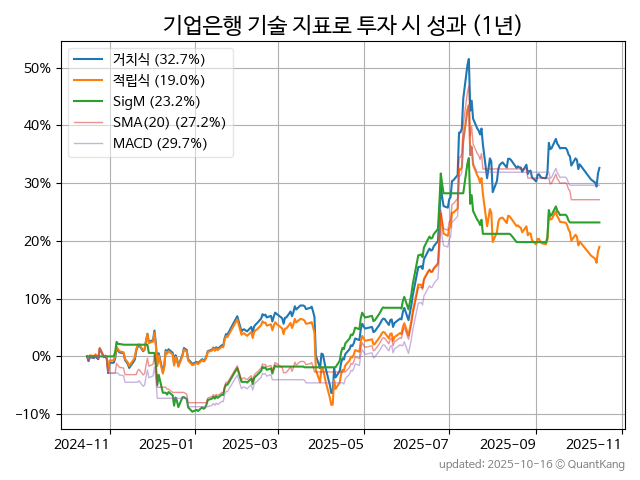 기업은행 기술 지표로 투자 시 성과 (1년)
거치식 (32.7%)
적립식 (19.0%)
SigM (23.2%)
SMA(20) (27.2%)
MACD (29.7%)
50%
40%
30%
20%
10%
0%
−10%
2024-11
2025-01
2025-03
2025-05
2025-07
2025-09
2025-11
updated: 2025-10-16 © QuantKang